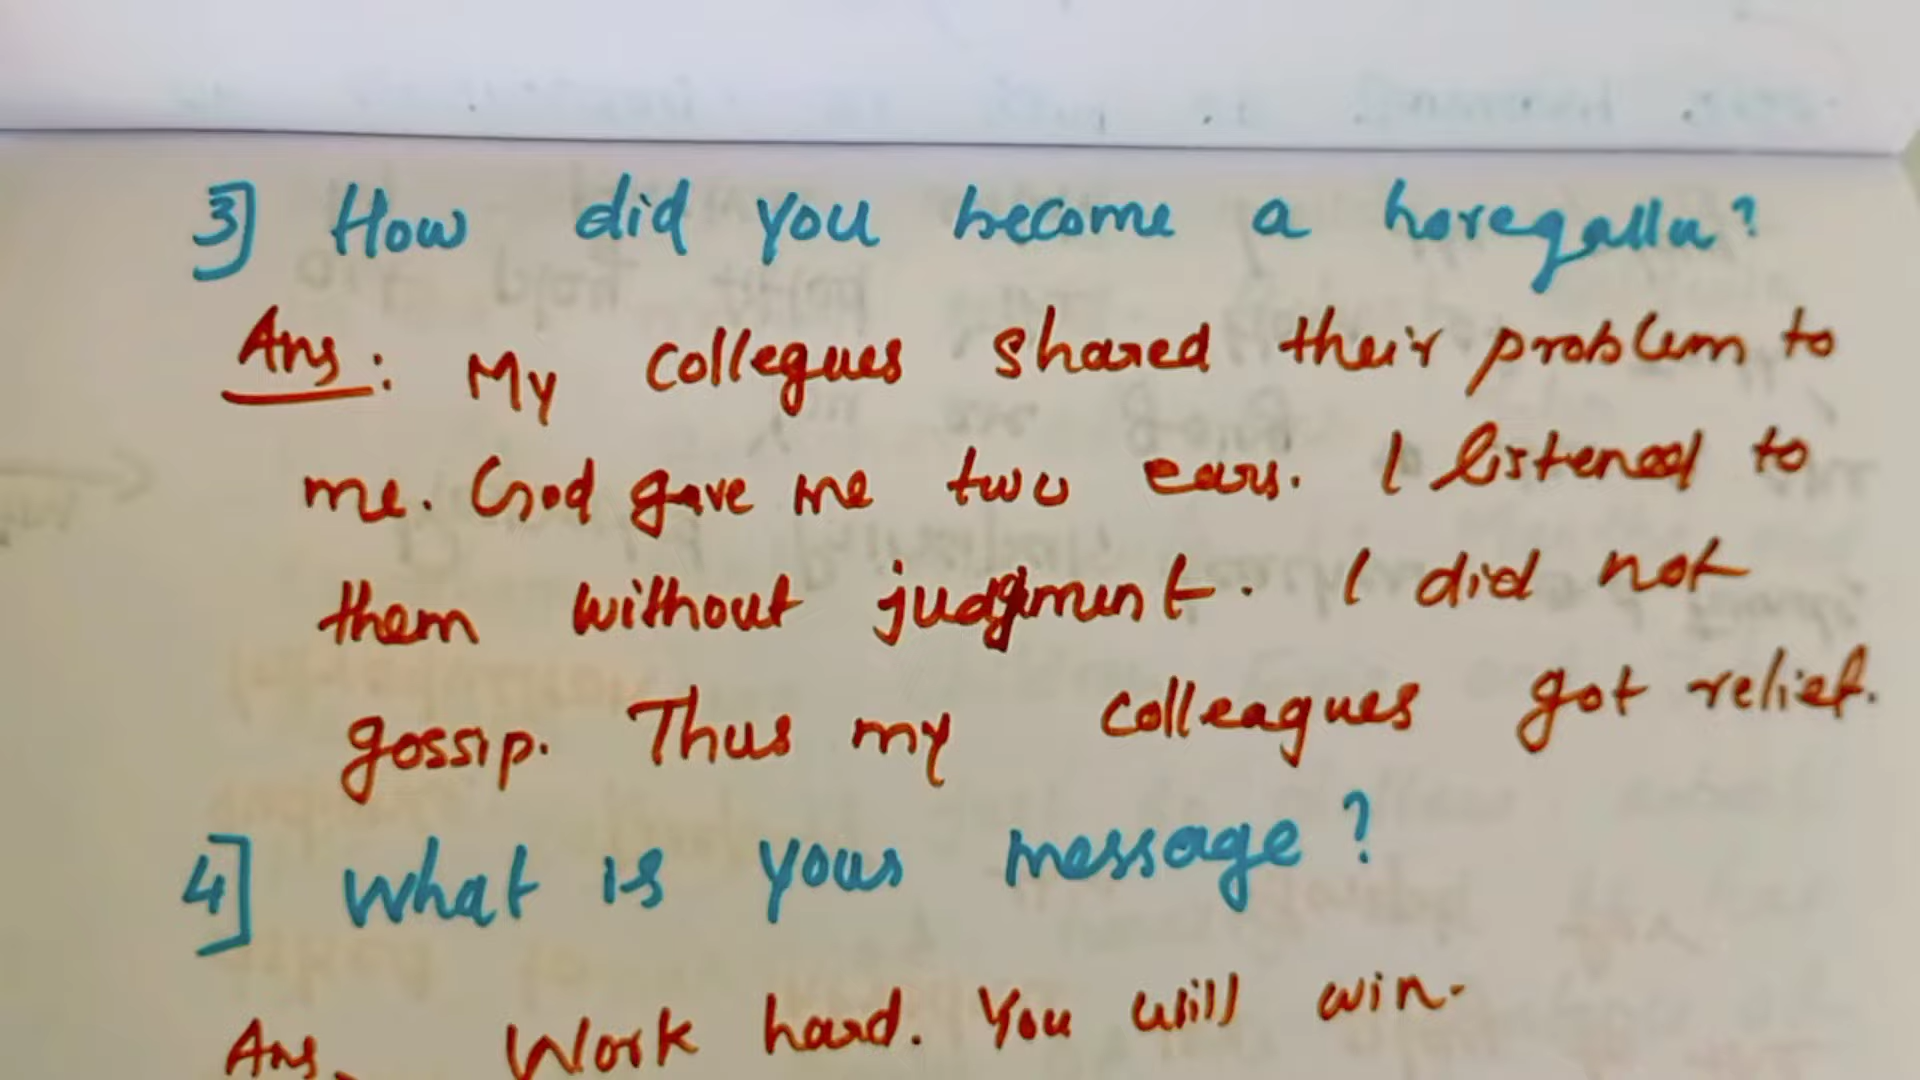 3] How did you become a horegallu?
Ans: My collegues shared their problem to
me. God gave me two ears. I listened to
them without judgment. I did not
gossip. Thus my colleagues got relief.
4] What is your message?
Ans. Work hard. You will win.